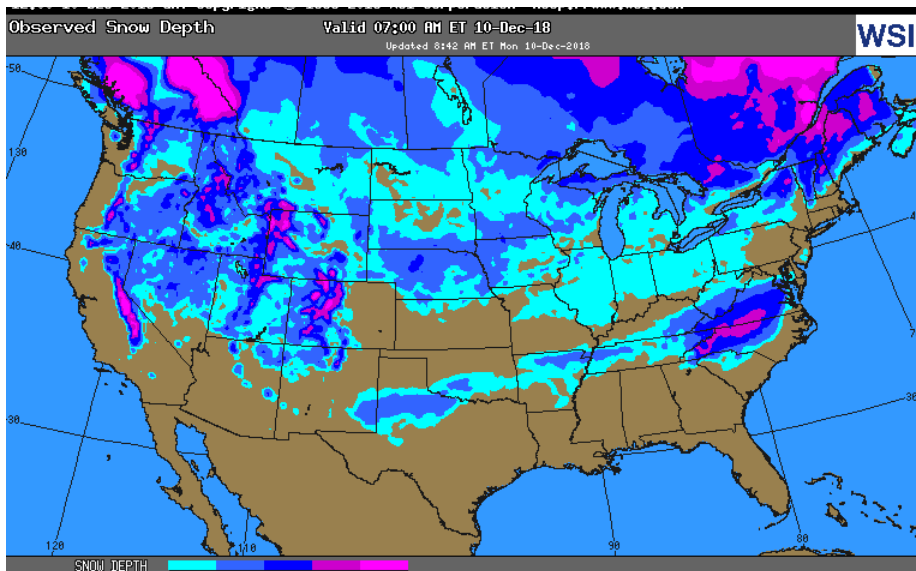 Observed Snow Depth
Valid 07:00 AM ET 10-Dec-18
Updated 8:42 AM ET Mon 10-Dec-2018
WSI
50
130
40
30
120
110
90
80
30
SNOW DEPTH